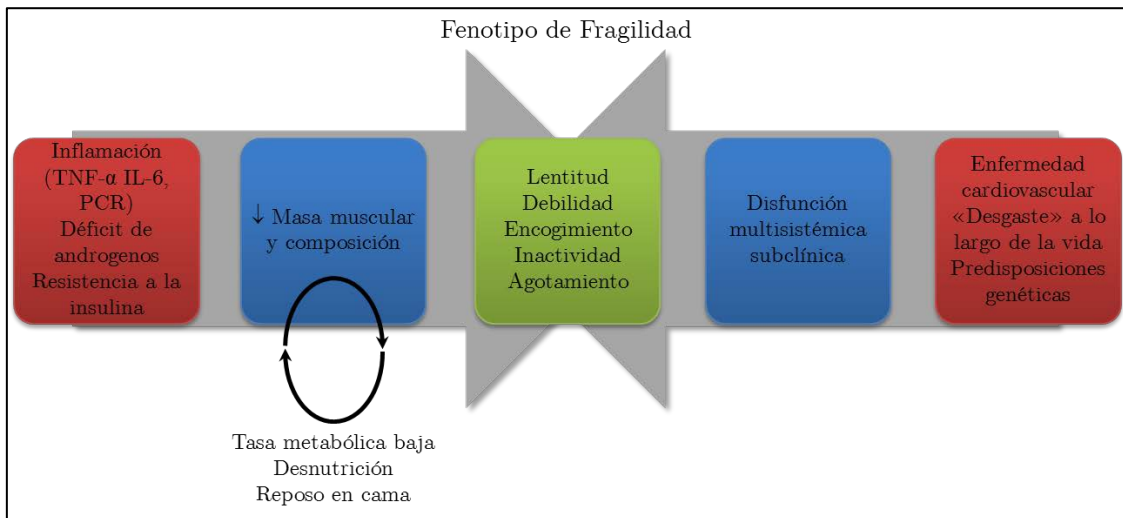 Fenotipo de Fragilidad
Inflamación
(TNF-α IL-6,
PCR)
Déficit de
androgenos
Resistencia a la
insulina
↓ Masa muscular
y composición
Lentitud
Debilidad
Encogimiento
Inactividad
Agotamiento
Disfunción
multisistémica
subclínica
Enfermedad
cardiovascular
«Desgaste» a lo
largo de la vida
Predisposiciones
genéticas
Tasa metabólica baja
Desnutrición
Reposo en cama